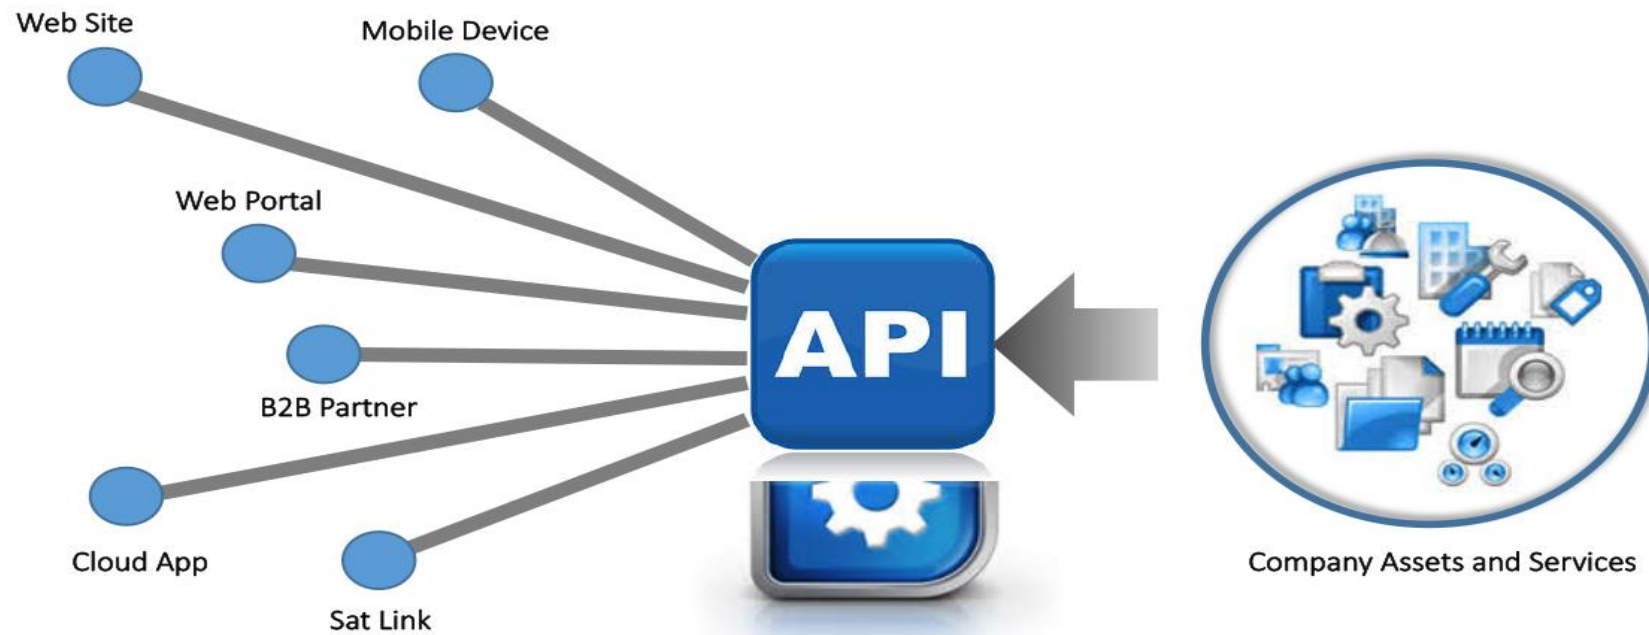 Web Site
Mobile Device
Web Portal
API
B2B Partner
Cloud App
Sat Link
Company Assets and Services